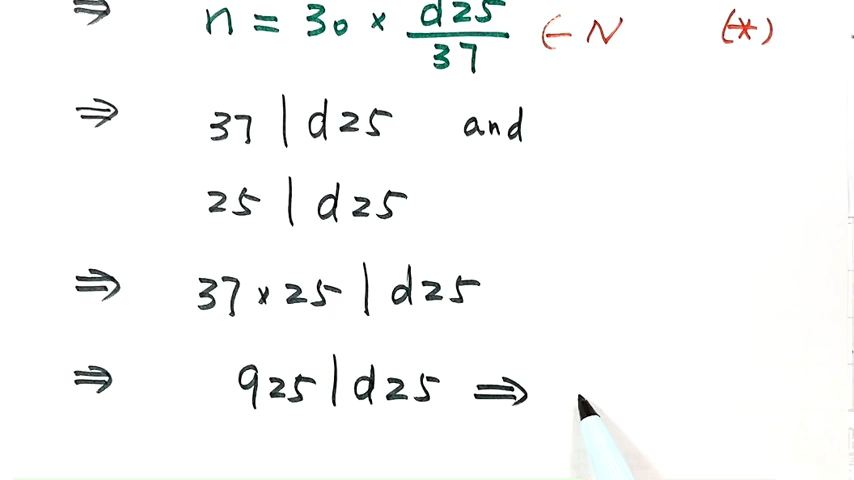 ⇒ n = 30 × d25/37 ∈ N (*)
⇒ 37 | d25 and
25 | d25
⇒ 37 × 25 | d25
⇒ 925 | d25 ⇒